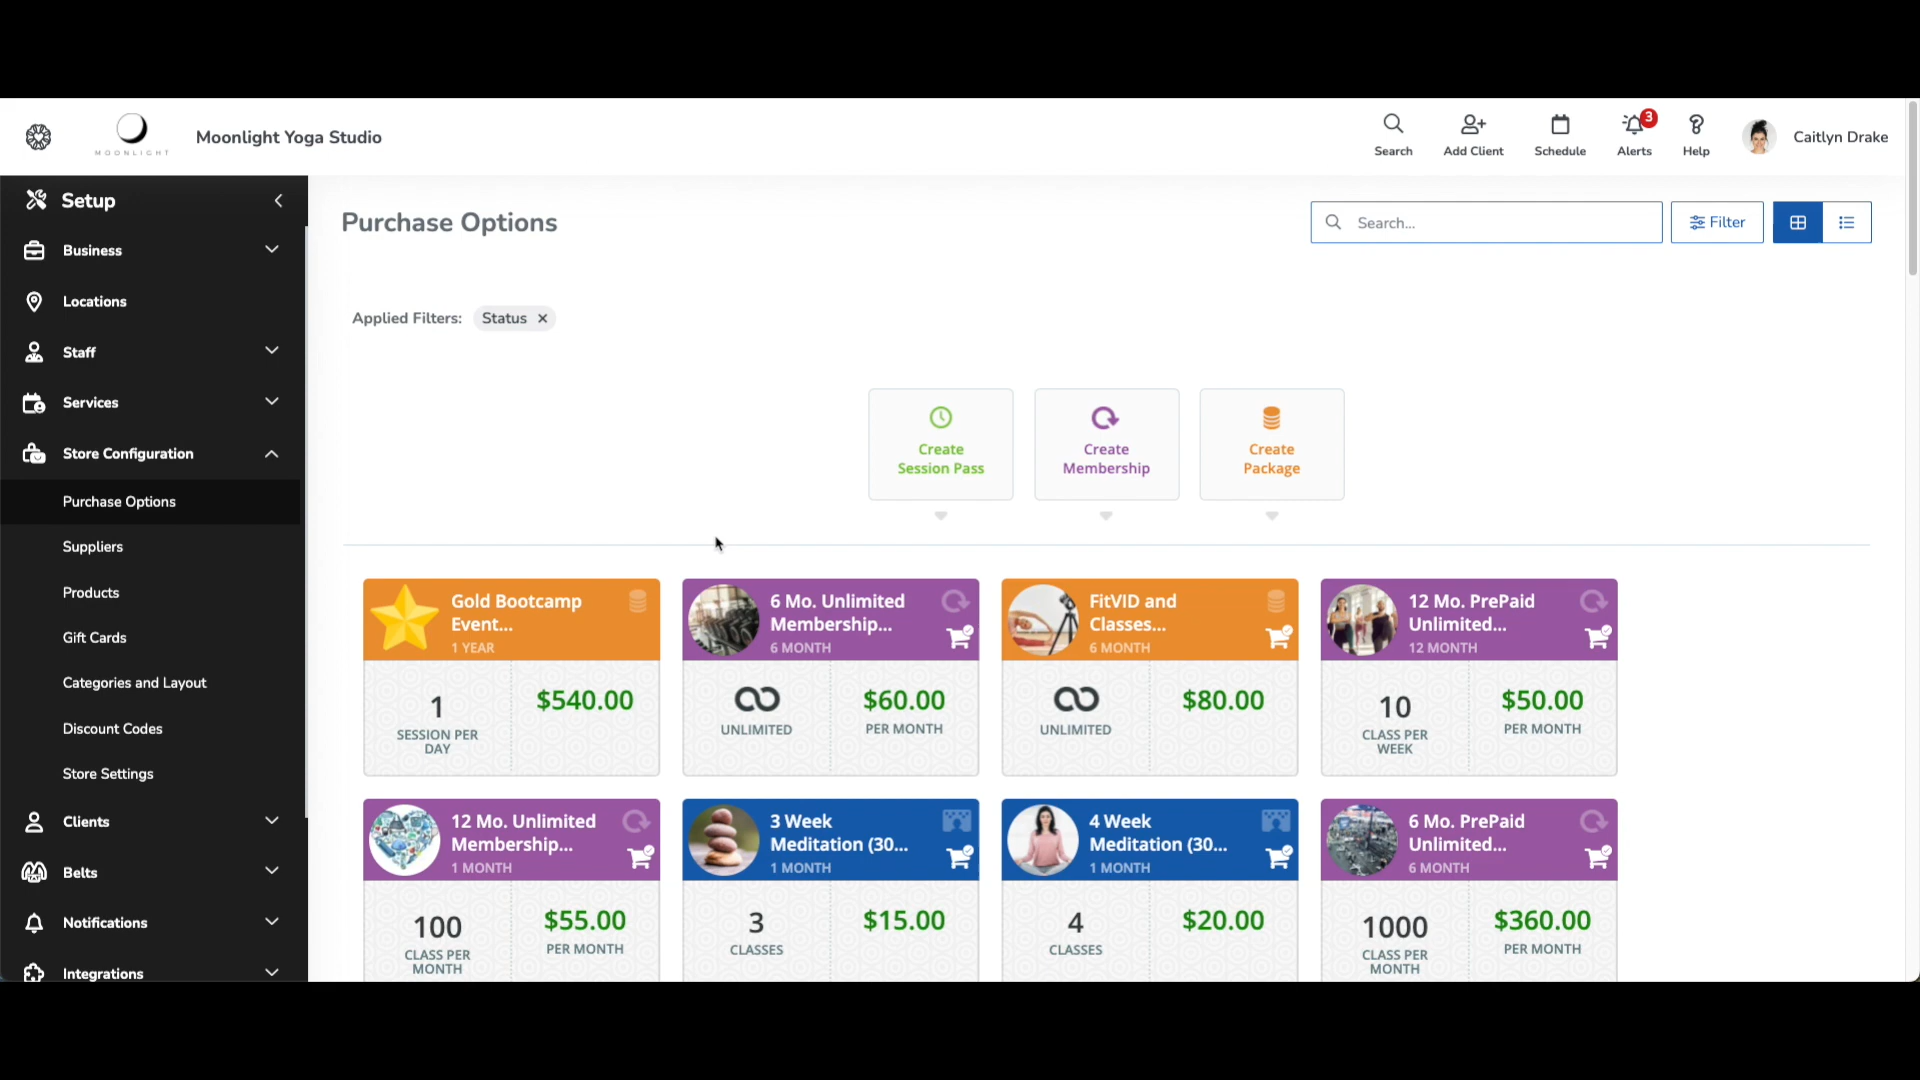 MOONLIGHT
Moonlight Yoga Studio
Search
Add Client
Schedule
3
Alerts
Help
Caitlyn Drake
Setup
Business
Locations
Staff
Services
Store Configuration
Purchase Options
Suppliers
Products
Gift Cards
Categories and Layout
Discount Codes
Store Settings
Clients
Belts
Notifications
Integrations
Purchase Options
Search...
Filter
Applied Filters: Status
Create
Session Pass
Create
Membership
Create
Package
Gold Bootcamp
Event...
1 YEAR
1
SESSION PER
DAY
$540.00
6 Mo. Unlimited
Membership...
6 MONTH
UNLIMITED
$60.00
PER MONTH
FitVID and
Classes...
6 MONTH
UNLIMITED
$80.00
12 Mo. PrePaid
Unlimited...
12 MONTH
10
CLASS PER
WEEK
$50.00
PER MONTH
12 Mo. Unlimited
Membership...
1 MONTH
100
CLASS PER
MONTH
$55.00
PER MONTH
3 Week
Meditation (30...
1 MONTH
3
CLASSES
$15.00
4 Week
Meditation (30...
1 MONTH
4
CLASSES
$20.00
6 Mo. PrePaid
Unlimited...
6 MONTH
1000
CLASS PER
MONTH
$360.00
PER MONTH